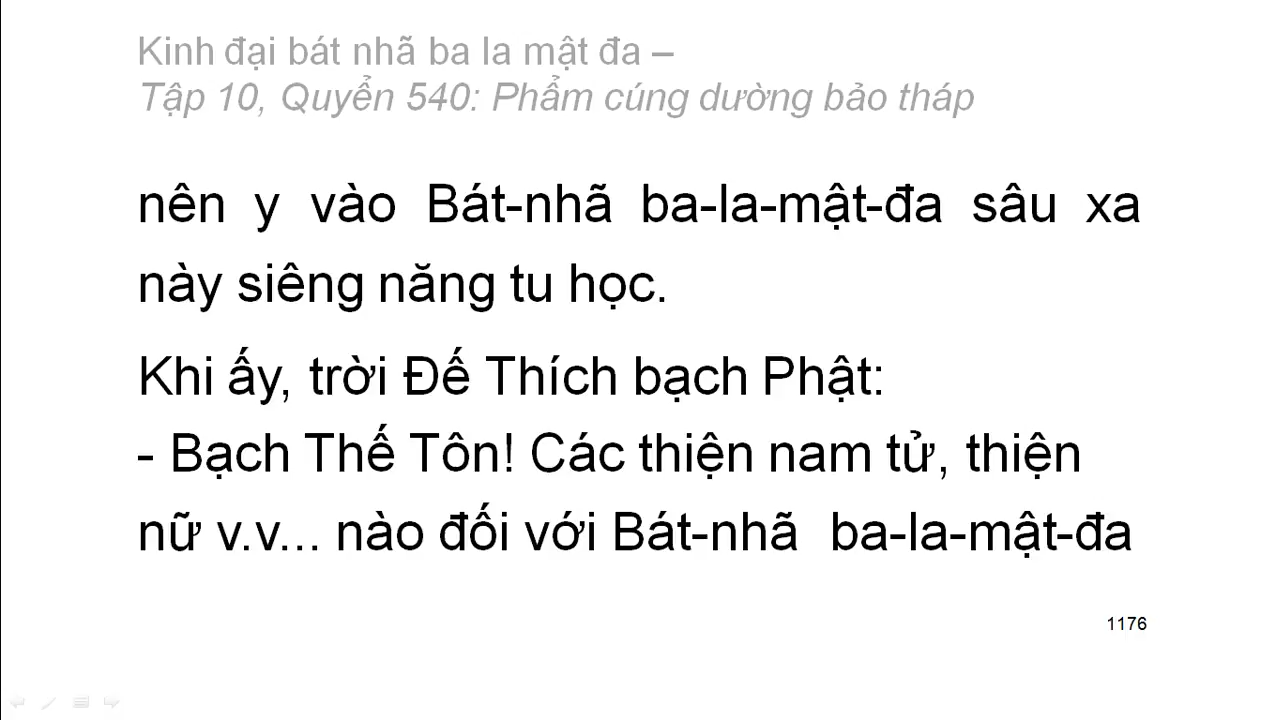 Kinh đại bát nhã ba la mật đa –
Tập 10, Quyển 540: Phẩm cúng dường bảo tháp
nên y vào Bát-nhã ba-la-mật-đa sâu xa
này siêng năng tu học.
Khi ấy, trời Đế Thích bạch Phật:
- Bạch Thế Tôn! Các thiện nam tử, thiện
nữ v.v... nào đối với Bát-nhã ba-la-mật-đa
1176